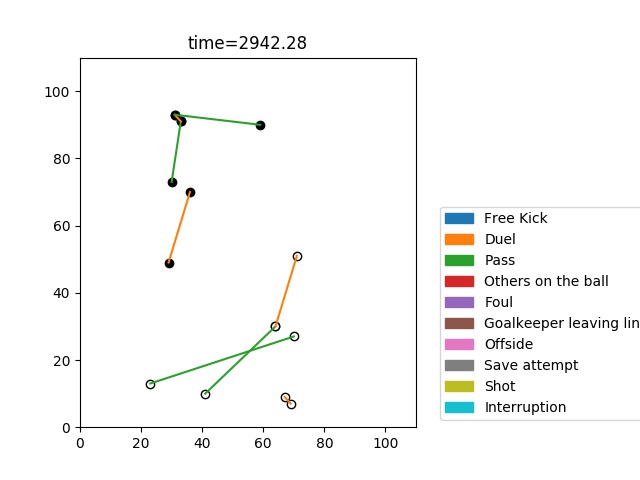 time=2942.28
100
80
60
40
20
0
0 20 40 60 80 100
Free Kick
Duel
Pass
Others on the ball
Foul
Goalkeeper leaving lin
Offside
Save attempt
Shot
Interruption